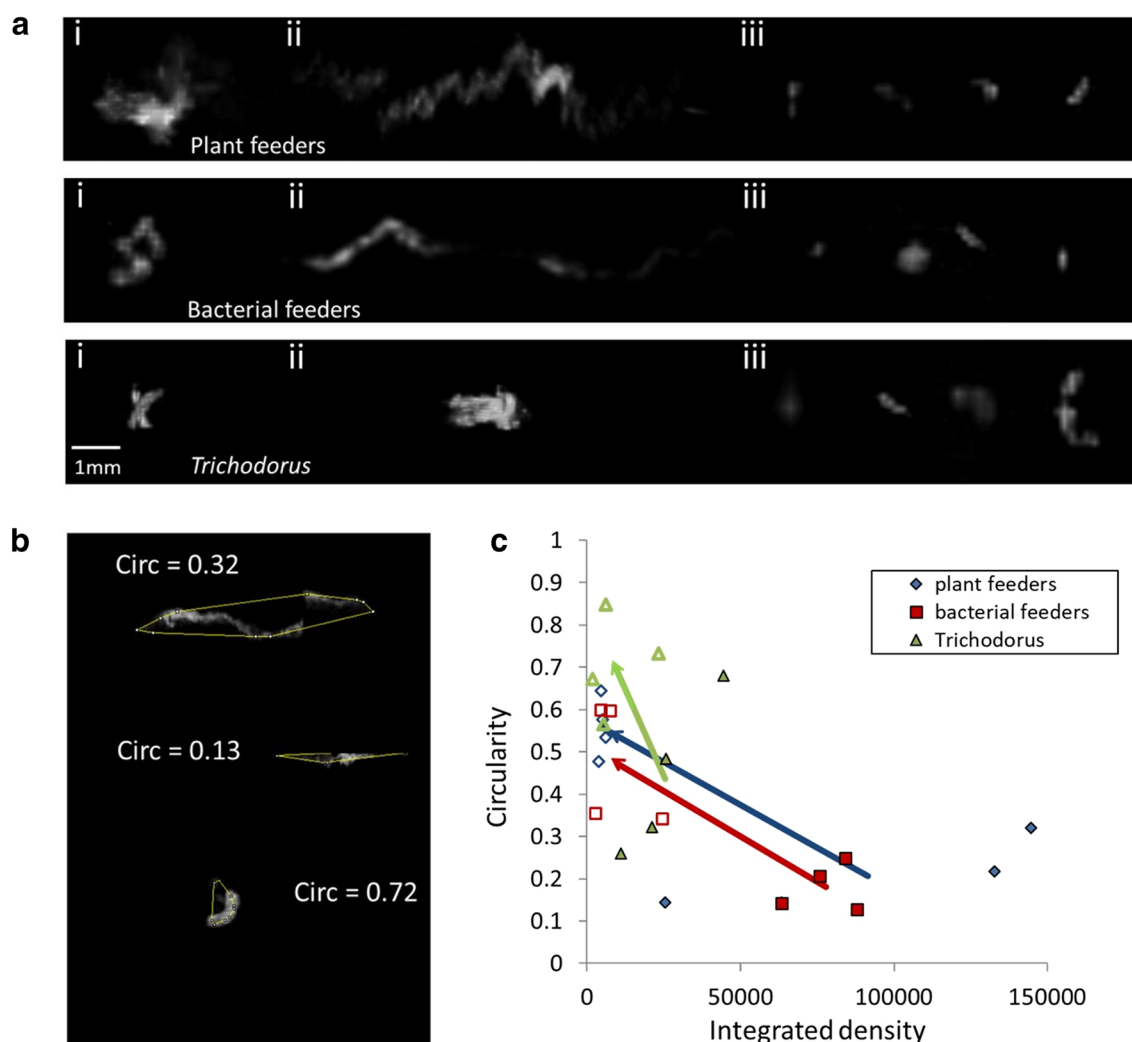 a
i ii iii
Plant feeders
i ii iii
Bacterial feeders
i ii iii
1mm
Trichodorus
b
Circ = 0.32
Circ = 0.13
Circ = 0.72
c
1
0.9
0.8
0.7
0.6
0.5
0.4
0.3
0.2
0.1
0
Circularity
plant feeders
bacterial feeders
Trichodorus
0 50000 100000 150000
Integrated density